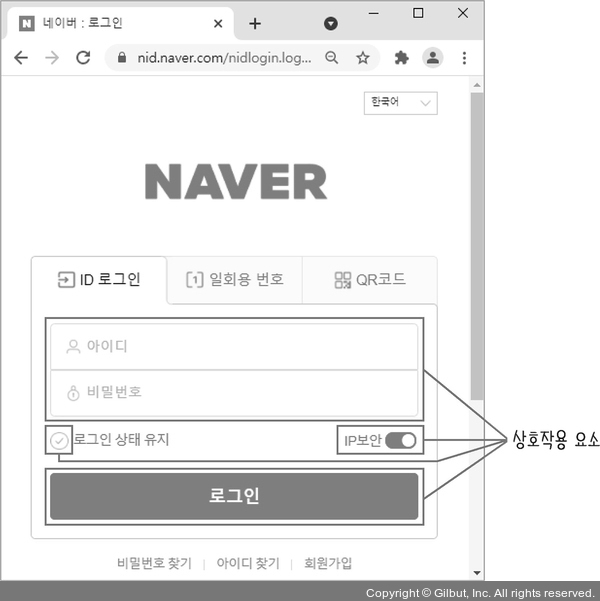 네이버 : 로그인
nid.naver.com/nidlogin.log...
한국어
NAVER
ID 로그인
일회용 번호
QR코드
아이디
비밀번호
로그인 상태 유지
IP보안
상호작용 요소
로그인
비밀번호 찾기 | 아이디 찾기 | 회원가입
Copyright © Gilbut, Inc. All rights reserved.